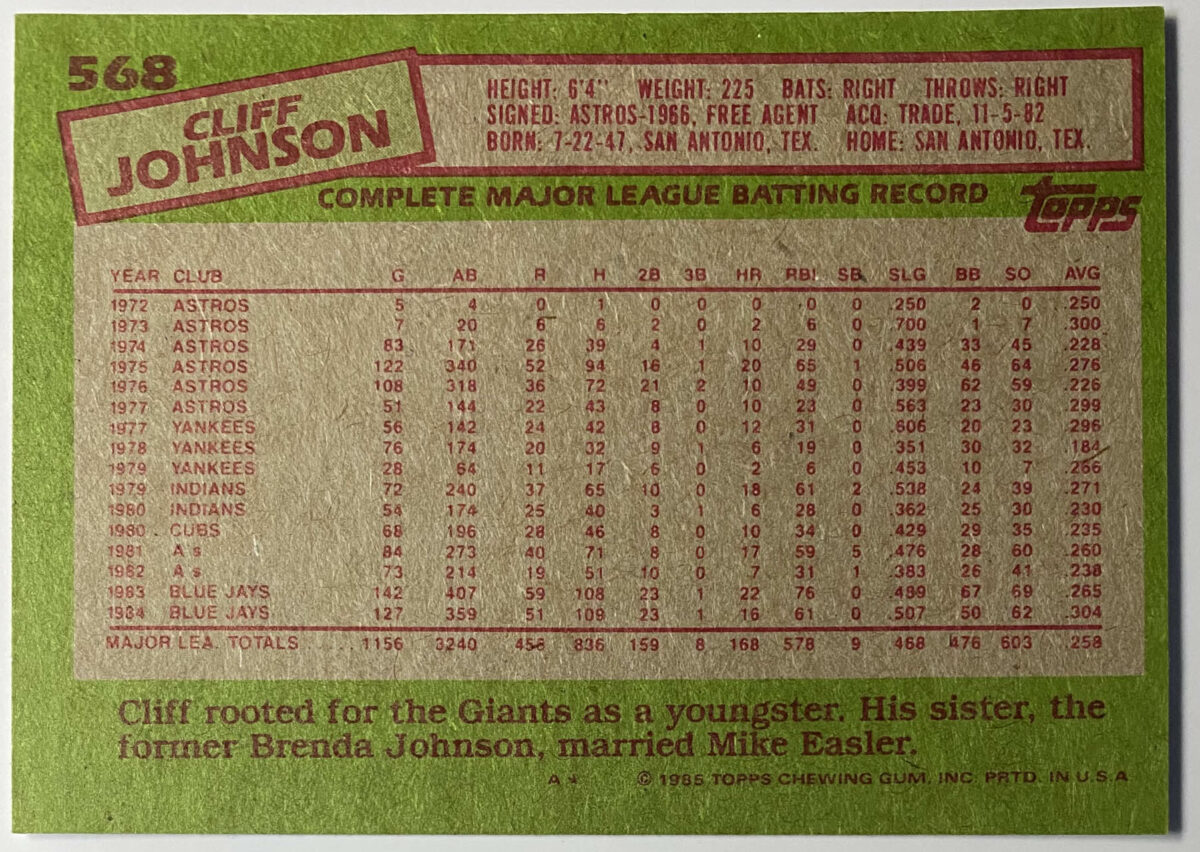 568
CLIFF
JOHNSON
HEIGHT: 6'4" WEIGHT: 225 BATS: RIGHT THROWS: RIGHT
SIGNED: ASTROS-1966, FREE AGENT ACQ: TRADE, 11-5-82
BORN: 7-22-47, SAN ANTONIO, TEX. HOME: SAN ANTONIO, TEX.
COMPLETE MAJOR LEAGUE BATTING RECORD
topps
YEAR CLUB G AB R H 2B 3B HR RBI SB SLG BB SO AVG
1972 ASTROS 5 4 0 1 0 0 0 0 0 .250 2 0 .250
1973 ASTROS 7 20 6 6 2 0 2 6 0 .700 1 7 .300
1974 ASTROS 83 171 26 39 4 1 10 29 0 .439 33 45 .228
1975 ASTROS 122 340 52 94 16 1 20 65 1 .506 46 64 .276
1976 ASTROS 108 318 36 72 21 2 10 49 0 .399 62 59 .226
1977 ASTROS 51 144 22 43 8 0 10 23 0 .563 23 30 .299
1977 YANKEES 56 142 24 42 8 0 12 31 0 .606 20 23 .296
1978 YANKEES 76 174 20 32 9 1 6 19 0 .351 30 32 .184
1979 YANKEES 28 64 11 17 6 0 2 6 0 .453 10 7 .266
1979 INDIANS 72 240 37 65 10 0 18 61 2 .538 24 39 .271
1980 INDIANS 54 174 25 40 3 1 6 28 0 .362 25 30 .230
1980 CUBS 68 196 28 46 8 0 10 34 0 .429 29 35 .235
1981 A's 84 273 40 71 8 0 17 59 5 .476 28 60 .260
1982 A's 73 214 19 51 10 0 7 31 1 .383 26 41 .238
1983 BLUE JAYS 142 407 59 108 23 1 22 76 0 .489 67 69 .265
1984 BLUE JAYS 127 359 51 109 23 1 16 61 0 .507 50 62 .304
MAJOR LEA. TOTALS .... 1156 3240 458 836 159 8 168 578 9 .468 476 603 .258
Cliff rooted for the Giants as a youngster. His sister, the
former Brenda Johnson, married Mike Easler.
A* © 1985 TOPPS CHEWING GUM, INC. PRTD. IN U.S.A.